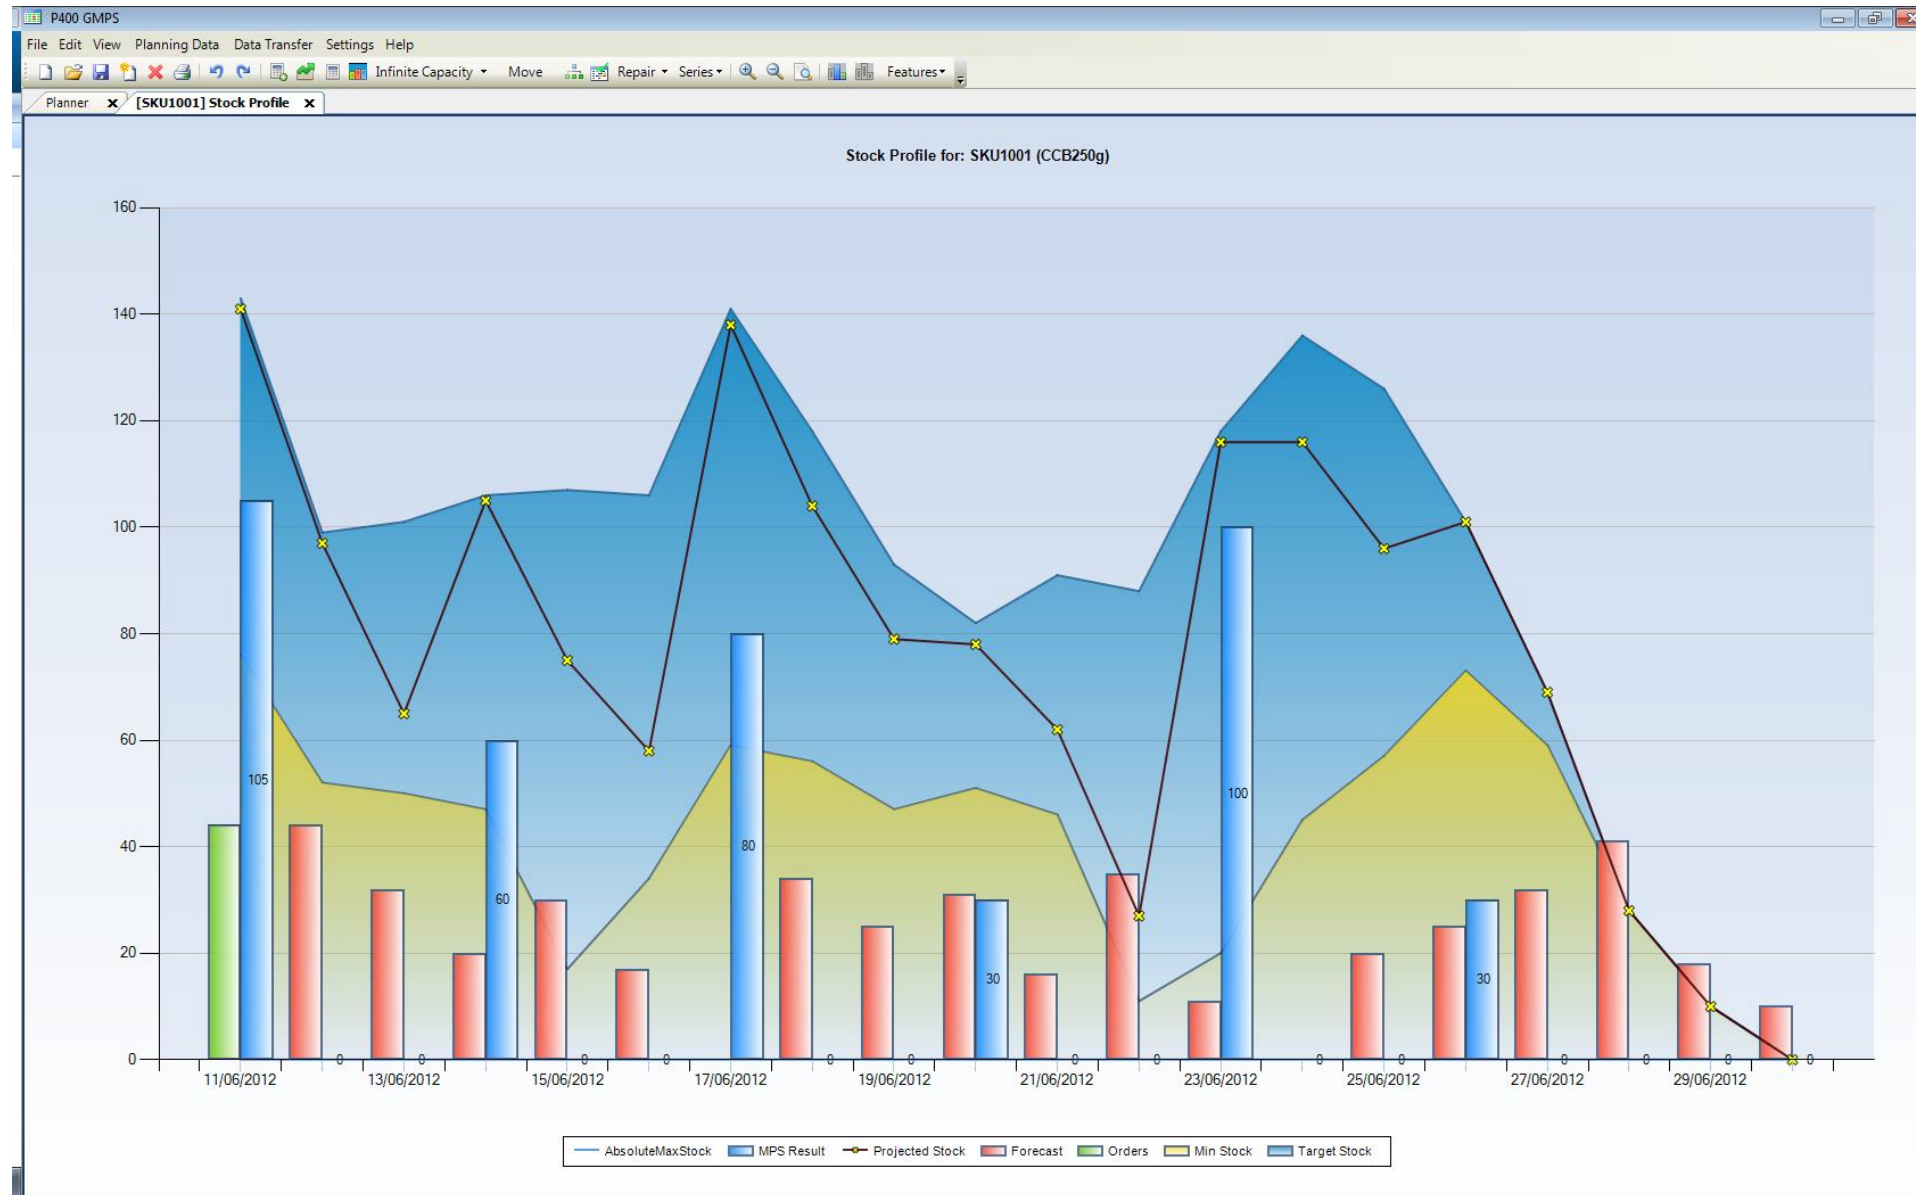 P400 GMPS
File Edit View Planning Data Data Transfer Settings Help
Infinite Capacity Move Repair Series Features
Planner [SKU1001] Stock Profile
Stock Profile for: SKU1001 (CCB250g)
160
140
120
100
80
60
40
20
0
105
60
80
30
100
30
0 0 0 0 0 0 0 0 0 0 0 0 0 0
11/06/2012 13/06/2012 15/06/2012 17/06/2012 19/06/2012 21/06/2012 23/06/2012 25/06/2012 27/06/2012 29/06/2012
AbsoluteMaxStock MPS Result Projected Stock Forecast Orders Min Stock Target Stock